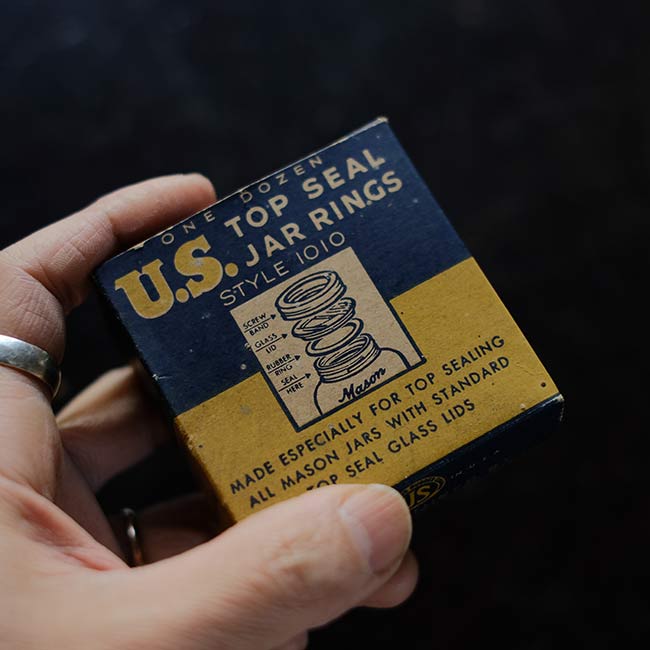 ONE DOZEN
U.S. TOP SEAL
JAR RINGS
STYLE 1010
SCREW
BAND
GLASS
LID
RUBBER
RING
SEAL
HERE
Mason
MADE ESPECIALLY FOR TOP SEALING
ALL MASON JARS WITH STANDARD
TOP SEAL GLASS LIDS
US